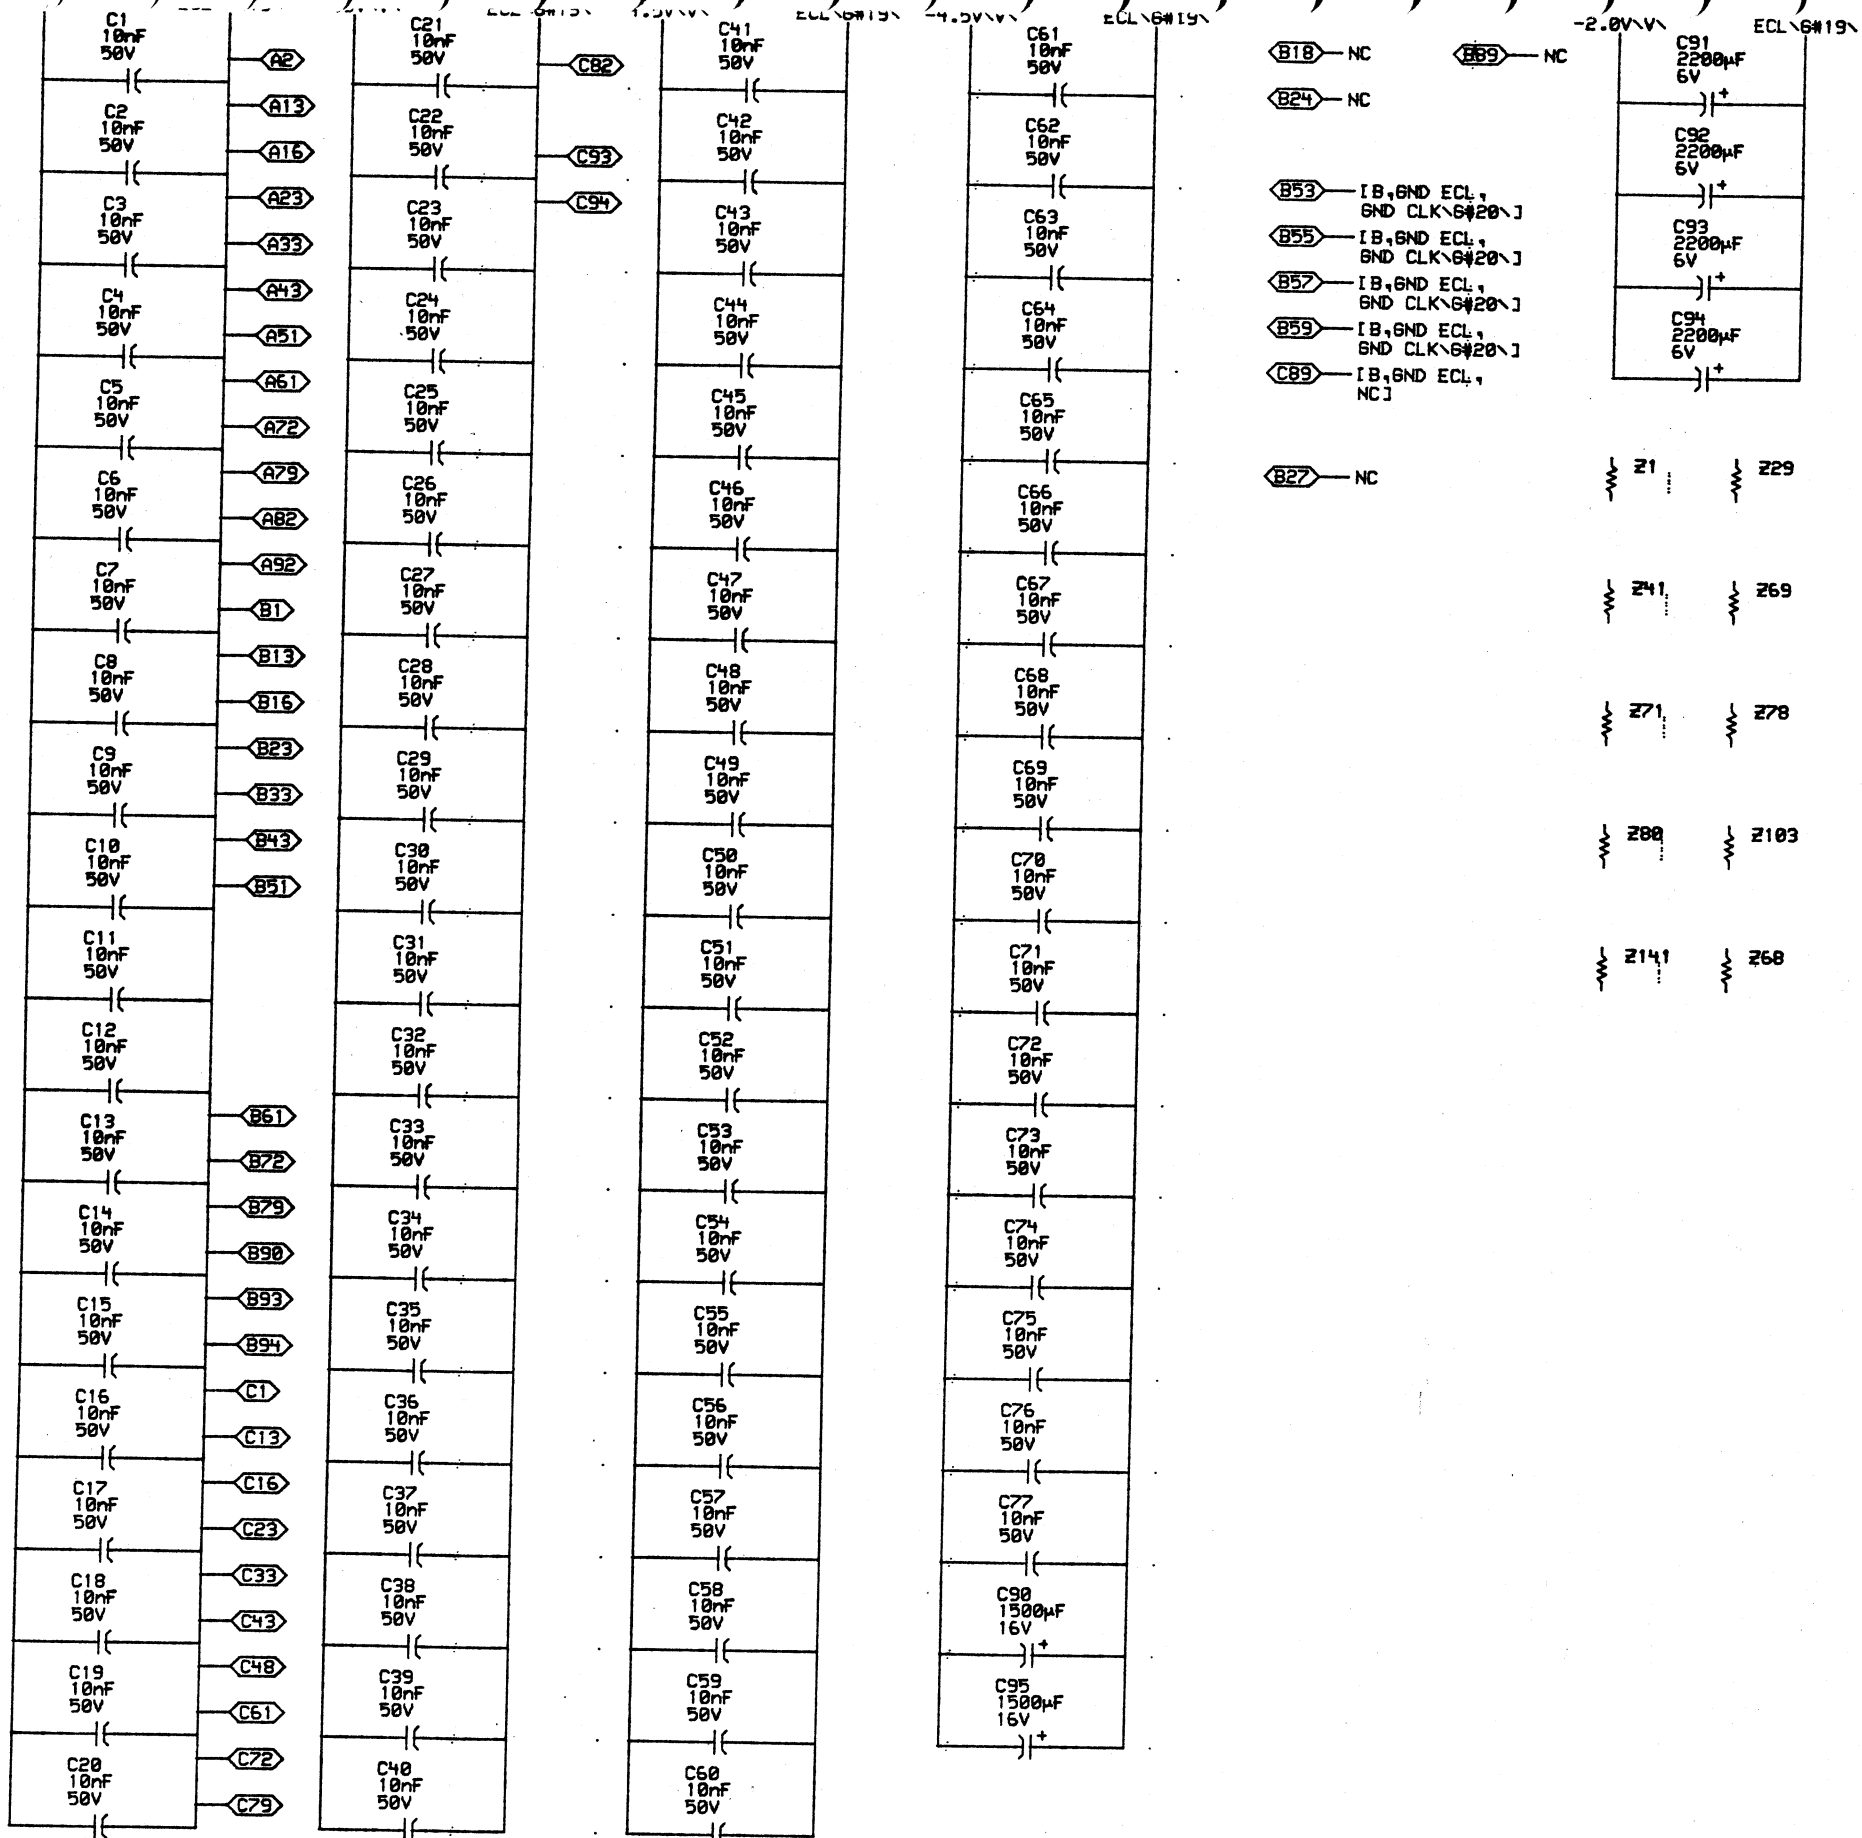 -2.0V\V\
ECL\G#19\
ECL\G#19\
-4.5V\V\
ECL\G#19\
C1
10nF
50V
C2
10nF
50V
C3
10nF
50V
C4
10nF
50V
C5
10nF
50V
C6
10nF
50V
C7
10nF
50V
C8
10nF
50V
C9
10nF
50V
C10
10nF
50V
C11
10nF
50V
C12
10nF
50V
C13
10nF
50V
C14
10nF
50V
C15
10nF
50V
C16
10nF
50V
C17
10nF
50V
C18
10nF
50V
C19
10nF
50V
C20
10nF
50V
A2
A13
A16
A23
A33
A43
A51
A61
A72
A79
A82
A92
B1
B13
B16
B23
B33
B43
B51
B61
B72
B79
B90
B93
B94
C1
C13
C16
C23
C33
C43
C48
C61
C72
C79
C21
10nF
50V
C22
10nF
50V
C23
10nF
50V
C24
10nF
50V
C25
10nF
50V
C26
10nF
50V
C27
10nF
50V
C28
10nF
50V
C29
10nF
50V
C30
10nF
50V
C31
10nF
50V
C32
10nF
50V
C33
10nF
50V
C34
10nF
50V
C35
10nF
50V
C36
10nF
50V
C37
10nF
50V
C38
10nF
50V
C39
10nF
50V
C40
10nF
50V
C82
C93
C94
C41
10nF
50V
C42
10nF
50V
C43
10nF
50V
C44
10nF
50V
C45
10nF
50V
C46
10nF
50V
C47
10nF
50V
C48
10nF
50V
C49
10nF
50V
C50
10nF
50V
C51
10nF
50V
C52
10nF
50V
C53
10nF
50V
C54
10nF
50V
C55
10nF
50V
C56
10nF
50V
C57
10nF
50V
C58
10nF
50V
C59
10nF
50V
C60
10nF
50V
C61
10nF
50V
C62
10nF
50V
C63
10nF
50V
C64
10nF
50V
C65
10nF
50V
C66
10nF
50V
C67
10nF
50V
C68
10nF
50V
C69
10nF
50V
C70
10nF
50V
C71
10nF
50V
C72
10nF
50V
C73
10nF
50V
C74
10nF
50V
C75
10nF
50V
C76
10nF
50V
C77
10nF
50V
C90
1500µF
16V
+
C95
1500µF
16V
+
B18 NC
B89 NC
B24 NC
B53 [B,GND ECL,
GND CLK\G#20\]
B55 [B,GND ECL,
GND CLK\G#20\]
B57 [B,GND ECL,
GND CLK\G#20\]
B59 [B,GND ECL,
GND CLK\G#20\]
C89 [B,GND ECL,
NC]
B27 NC
C91
2200µF
6V
+
C92
2200µF
6V
+
C93
2200µF
6V
+
C94
2200µF
6V
+
Z1 Z29
Z41 Z69
Z71 Z78
Z80 Z103
Z141 Z68